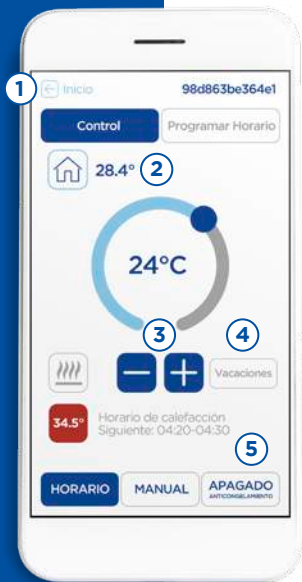 1
Inicio
98d863be364e1
Control
Programar Horario
28.4°
2
24°C
3
4
Vacaciones
34.5°
Horario de calefacción
Siguiente: 04:20-04:30
5
HORARIO
MANUAL
APAGADO
ANTICONGELAMIENTO